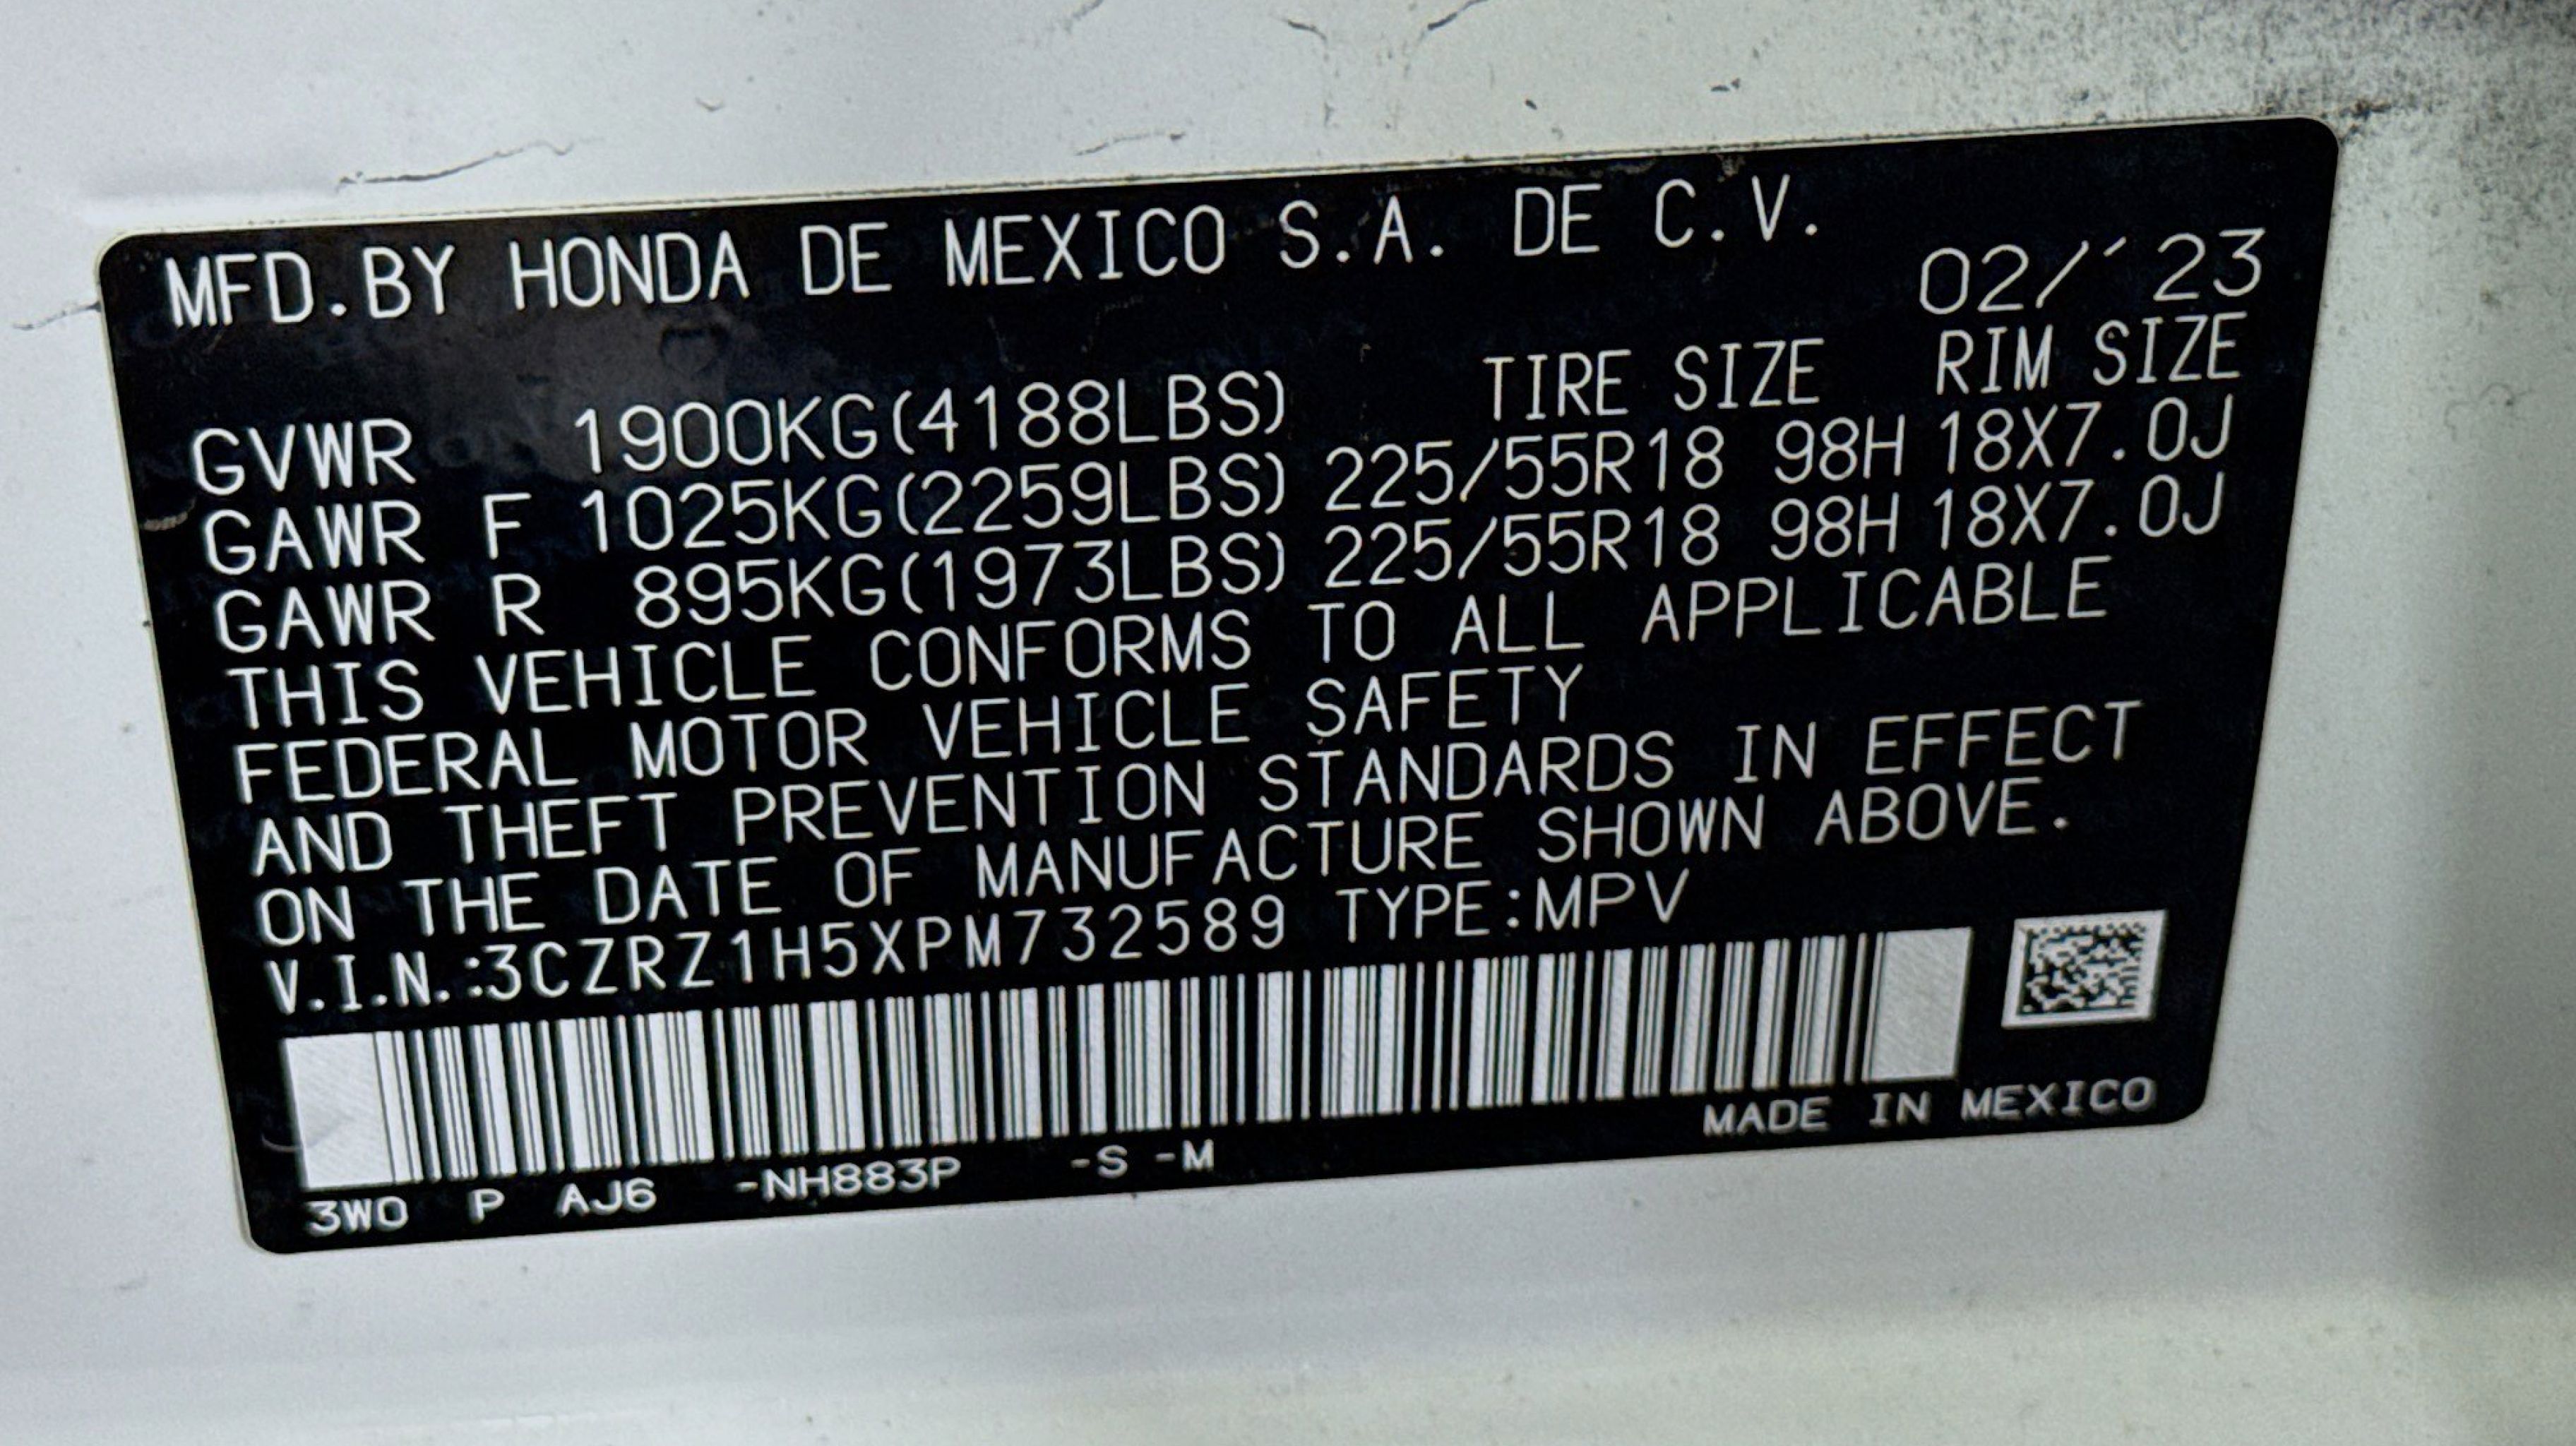 MFD.BY HONDA DE MEXICO S.A. DE C.V.
02/'23
TIRE SIZE RIM SIZE
GVWR 1900KG(4188LBS)
GAWR F 1025KG(2259LBS) 225/55R18 98H 18X7.0J
GAWR R 895KG(1973LBS) 225/55R18 98H 18X7.0J
THIS VEHICLE CONFORMS TO ALL APPLICABLE
FEDERAL MOTOR VEHICLE SAFETY
AND THEFT PREVENTION STANDARDS IN EFFECT
ON THE DATE OF MANUFACTURE SHOWN ABOVE.
V.I.N.:3CZRZ1H5XPM732589 TYPE:MPV
MADE IN MEXICO
3W0 P AJ6 -NH883P -S -M